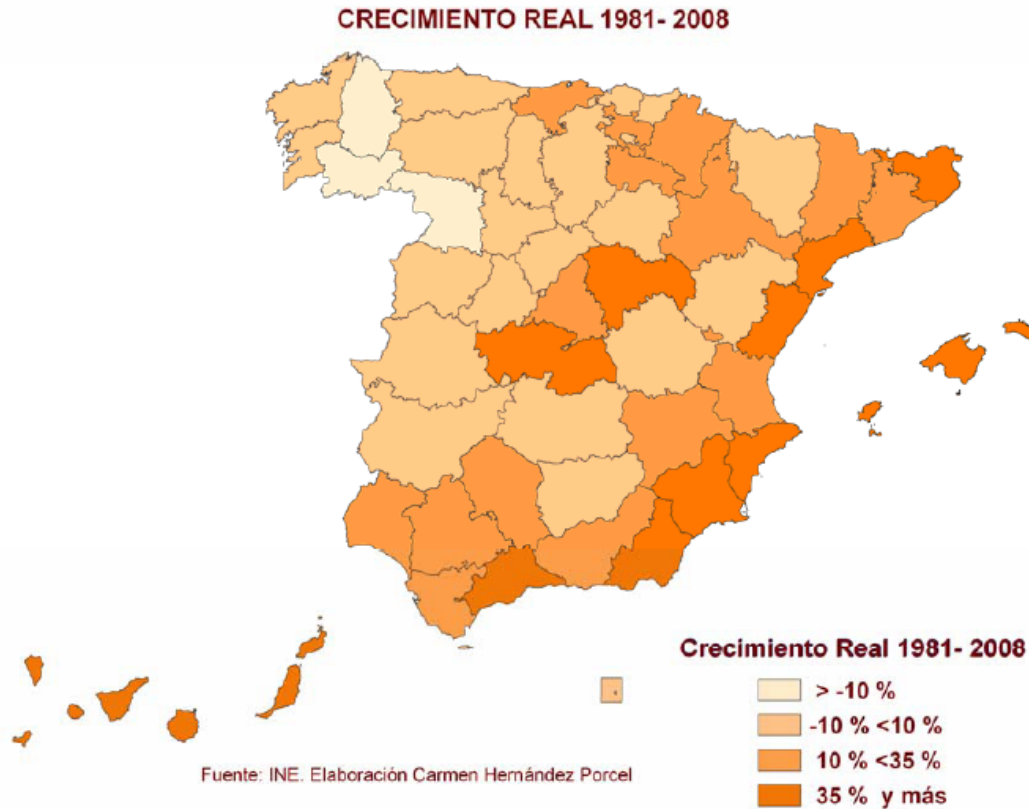 CRECIMIENTO REAL 1981- 2008
Crecimiento Real 1981- 2008
> -10 %
-10 % <10 %
10 % <35 %
35 % y más
Fuente: INE. Elaboración Carmen Hernández Porcel